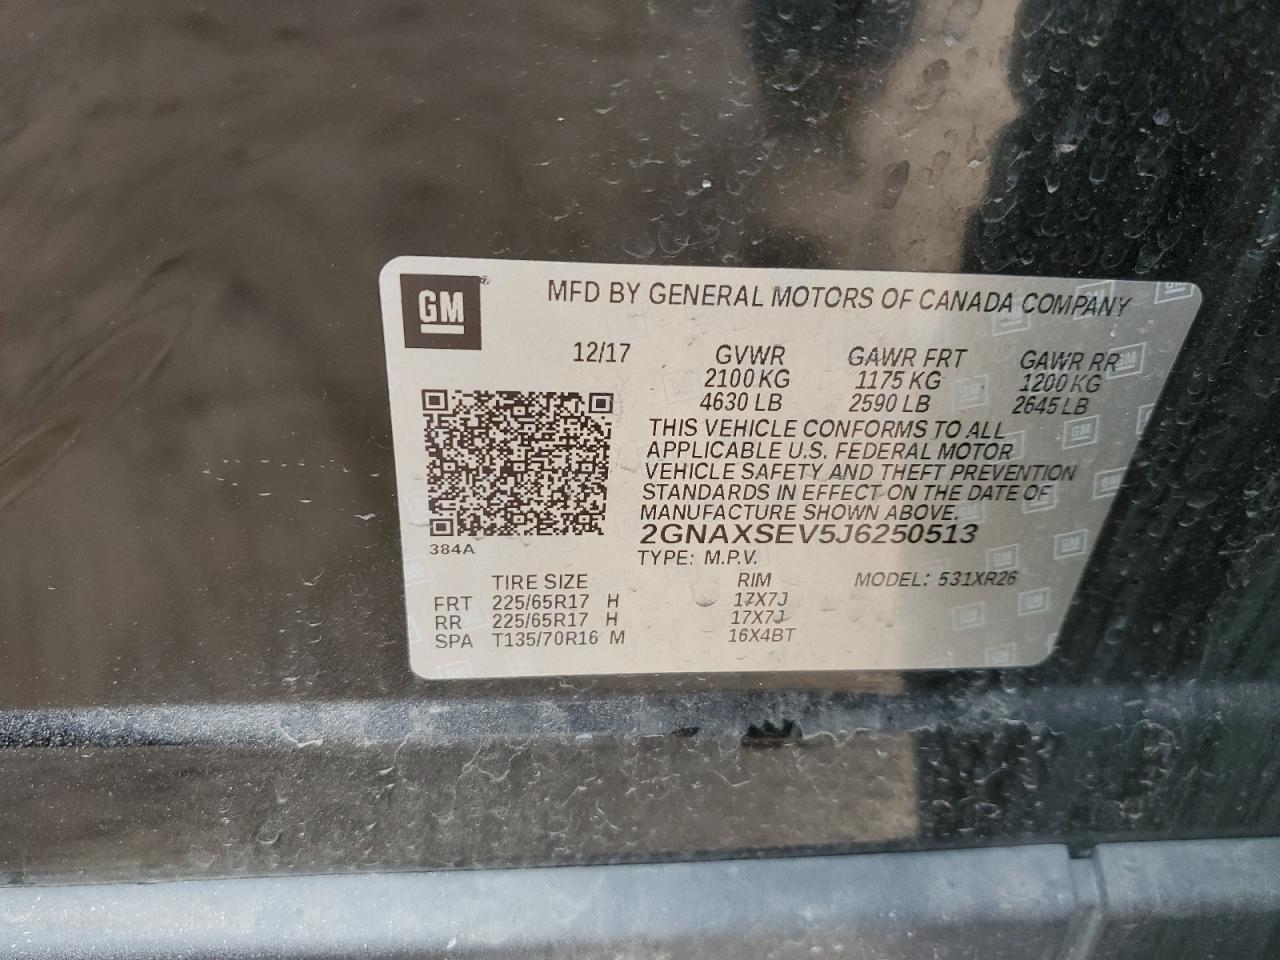 GM
MFD BY GENERAL MOTORS OF CANADA COMPANY
12/17 GVWR GAWR FRT GAWR RR
2100 KG 1175 KG 1200 KG
4630 LB 2590 LB 2645 LB
THIS VEHICLE CONFORMS TO ALL
APPLICABLE U.S. FEDERAL MOTOR
VEHICLE SAFETY AND THEFT PREVENTION
STANDARDS IN EFFECT ON THE DATE OF
MANUFACTURE SHOWN ABOVE.
2GNAXSEV5J6250513
384A
TYPE: M.P.V.
TIRE SIZE RIM MODEL: 531XR26
FRT 225/65R17 H 17X7J
RR 225/65R17 H 17X7J
SPA T135/70R16 M 16X4BT